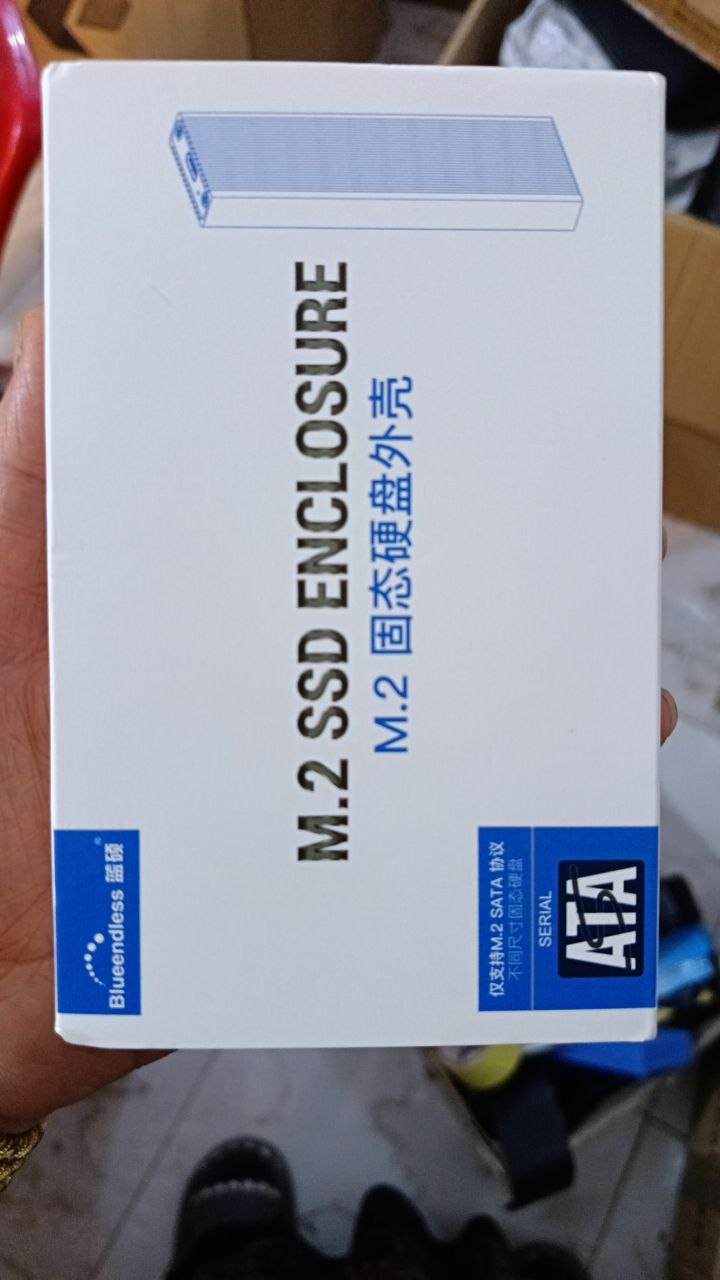 M.2 SSD ENCLOSURE
M.2 固态硬盘外壳
Blueendless 蓝硕®
仅支持M.2 SATA 协议
不同尺寸固态硬盘
SERIAL
ATA